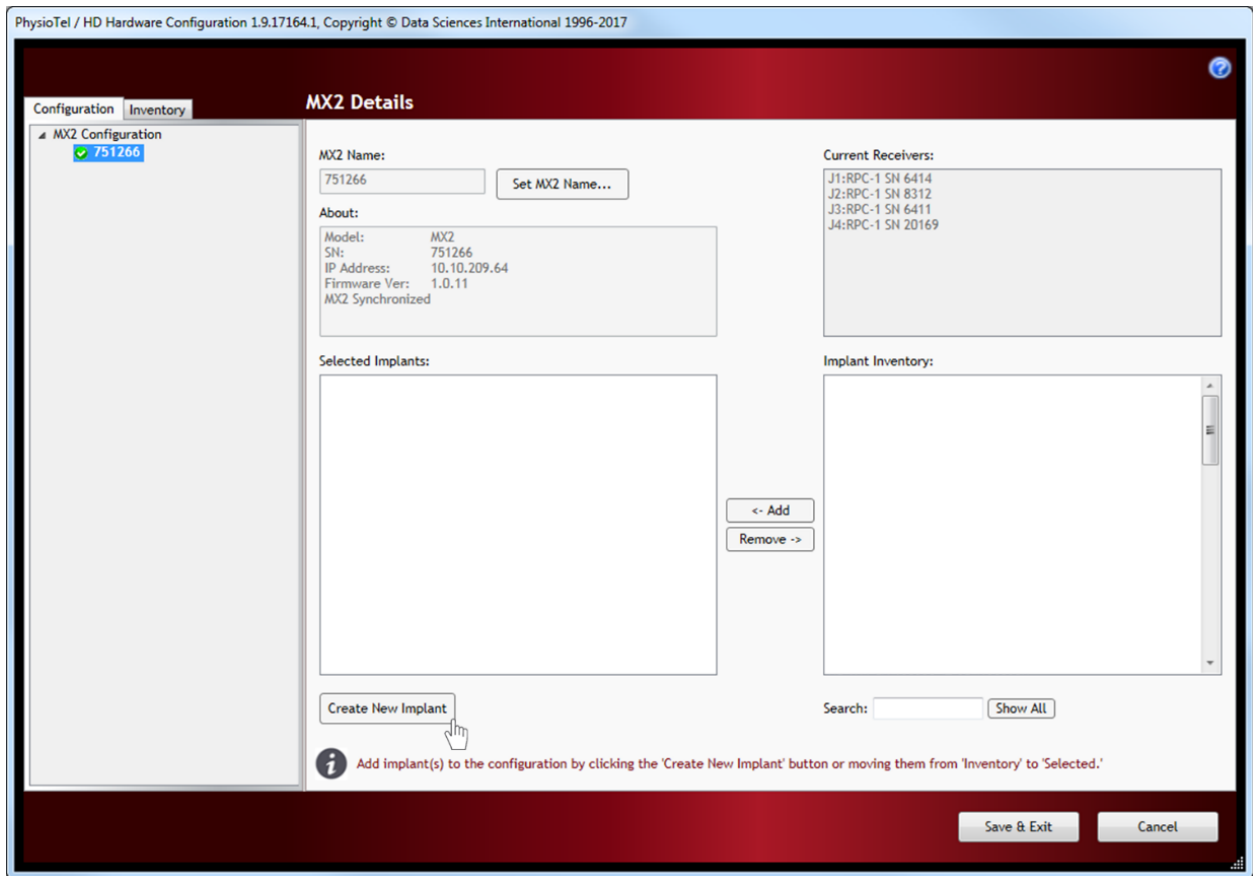 PhysioTel / HD Hardware Configuration 1.9.17164.1, Copyright © Data Sciences International 1996-2017
Configuration Inventory
MX2 Details
MX2 Configuration
751266
MX2 Name:
751266
Set MX2 Name...
About:
Model: MX2
SN: 751266
IP Address: 10.10.209.64
Firmware Ver: 1.0.11
MX2 Synchronized
Current Receivers:
J1:RPC-1 SN 6414
J2:RPC-1 SN 8312
J3:RPC-1 SN 6411
J4:RPC-1 SN 20169
Selected Implants:
<- Add
Remove ->
Implant Inventory:
Create New Implant
Search:
Show All
Add implant(s) to the configuration by clicking the 'Create New Implant' button or moving them from 'Inventory' to 'Selected.'
Save & Exit
Cancel